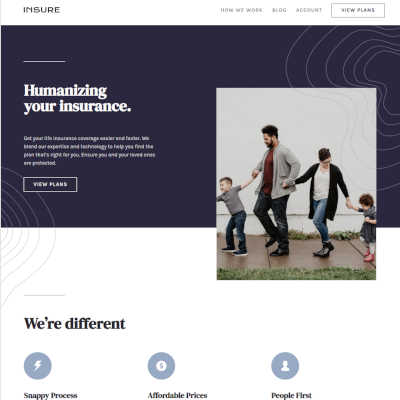 INSURE
HOW WE WORK BLOG ACCOUNT VIEW PLANS
Humanizing
your insurance.
Get your life insurance coverage easier and faster. We
blend our expertise and technology to help you find the
plan that's right for you. Ensure you and your loved ones
are protected.
VIEW PLANS
We're different
Snappy Process Affordable Prices People First